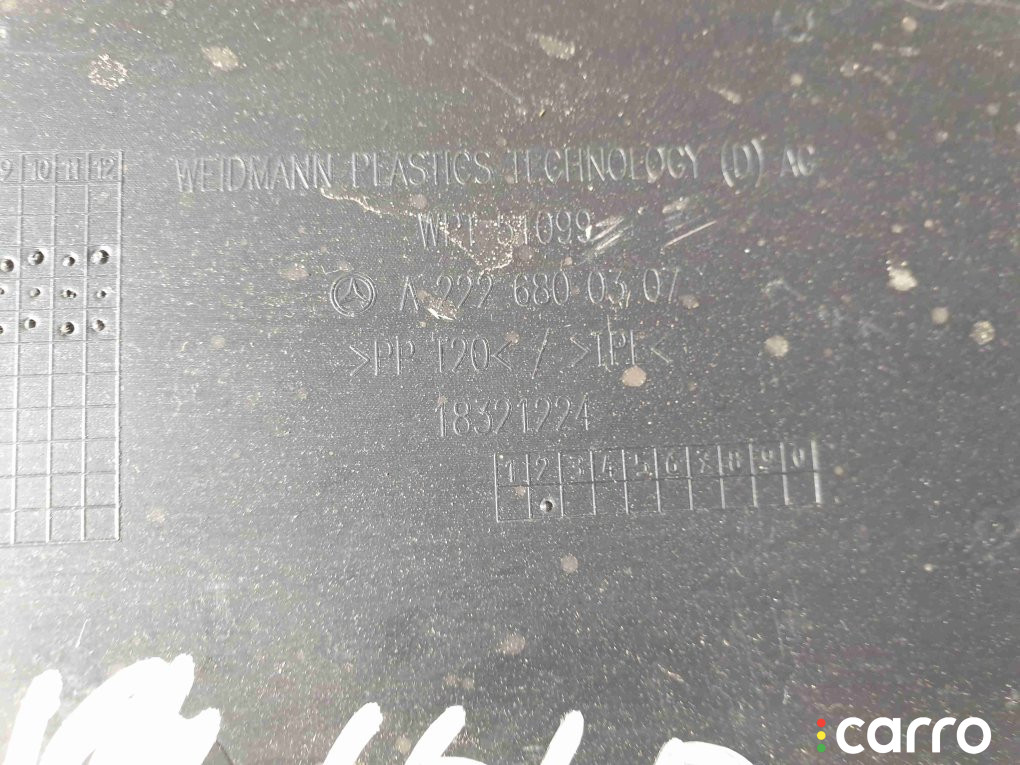 9 10 11 12
WEIDMANN PLASTICS TECHNOLOGY (D) AG
WPT 51099
A 222 680 03 07
>PP T20< / >TPE<
18321224
1 2 3 4 5 6 7 8 9 0
carro